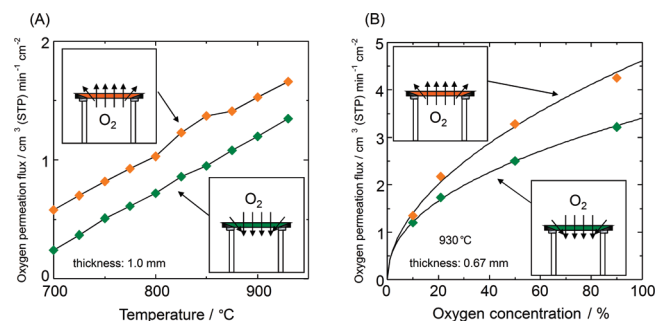 (A)
Oxygen permeation flux / cm³ (STP) min⁻¹ cm⁻²
2
1
0
O₂
O₂
thickness: 1.0 mm
700
800
900
Temperature / °C
(B)
Oxygen permeation flux / cm³ (STP) min⁻¹ cm⁻²
5
4
3
2
1
0
O₂
O₂
930°C
thickness: 0.67 mm
0
20
40
60
80
100
Oxygen concentration / %